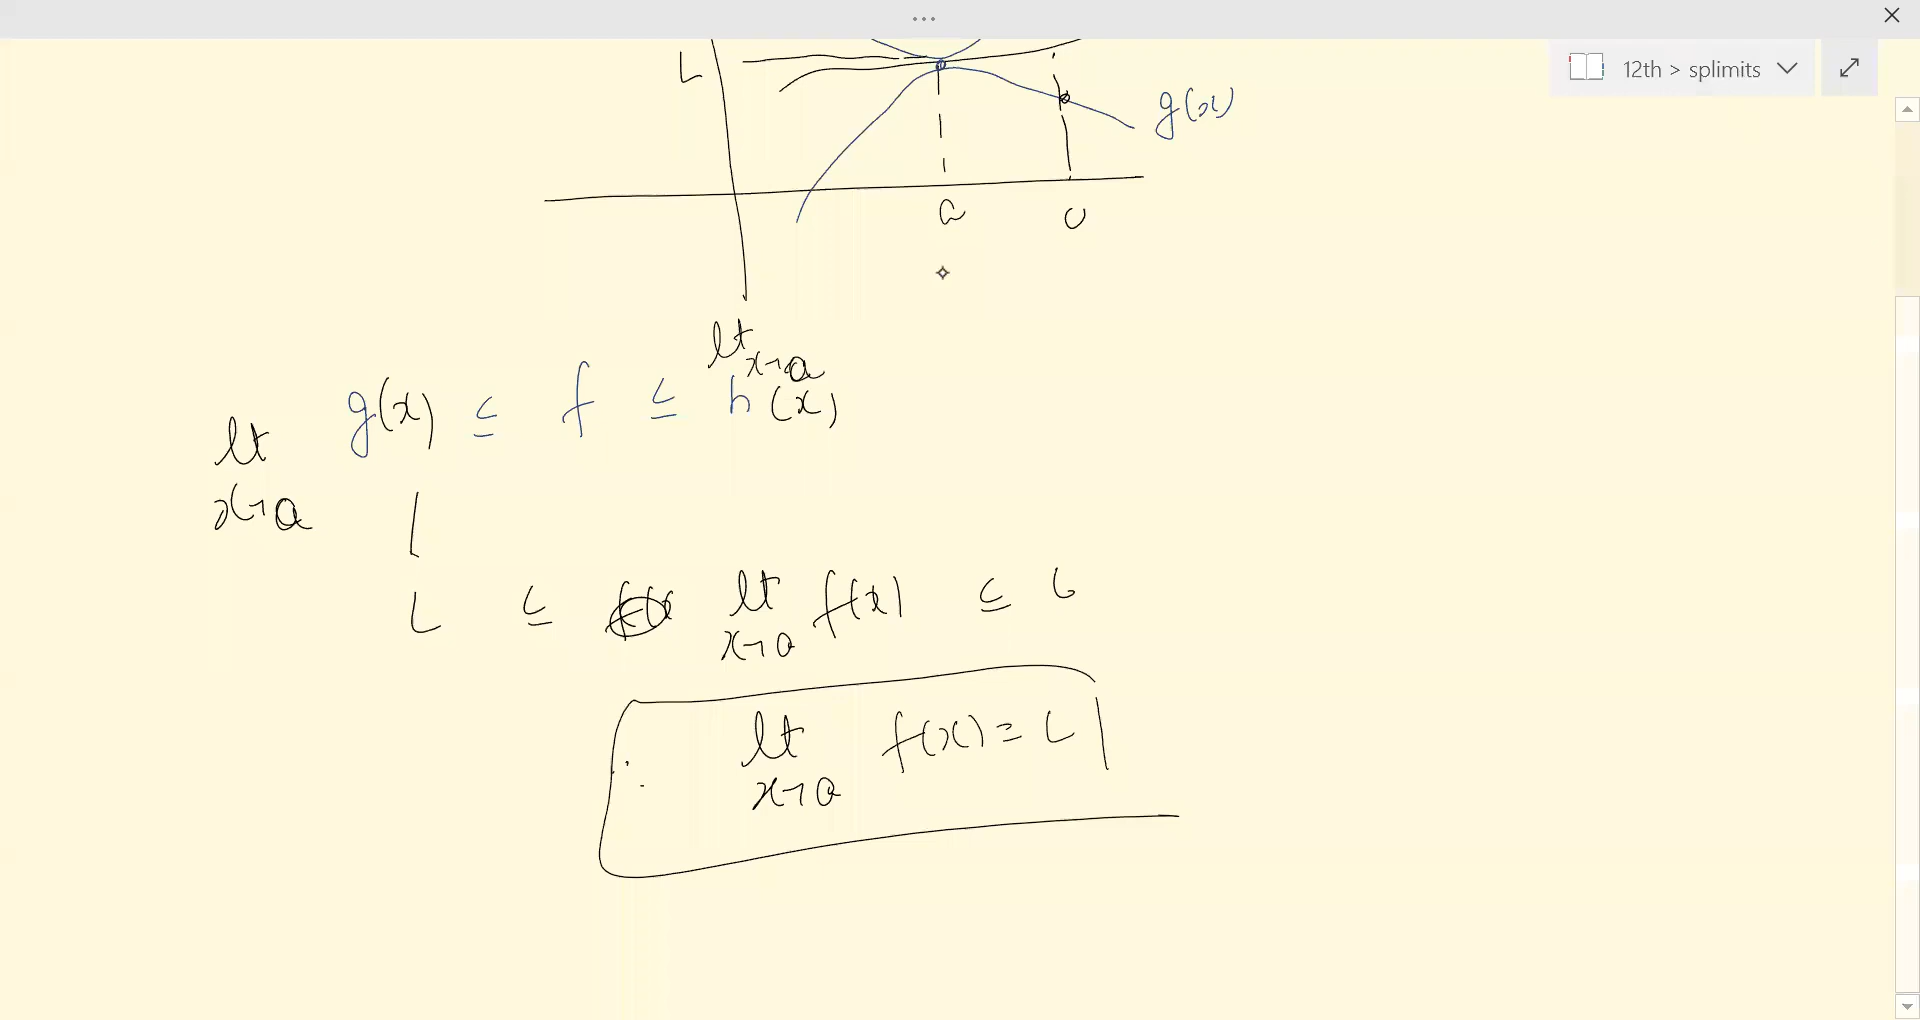 12th > splimits
L
g(x)
a
lt
x→a
g(x) ≤ f ≤ h(x)
lt
x→a
L ≤ lt f(x) ≤ L
x→a
∴ lt f(x) = L
x→a